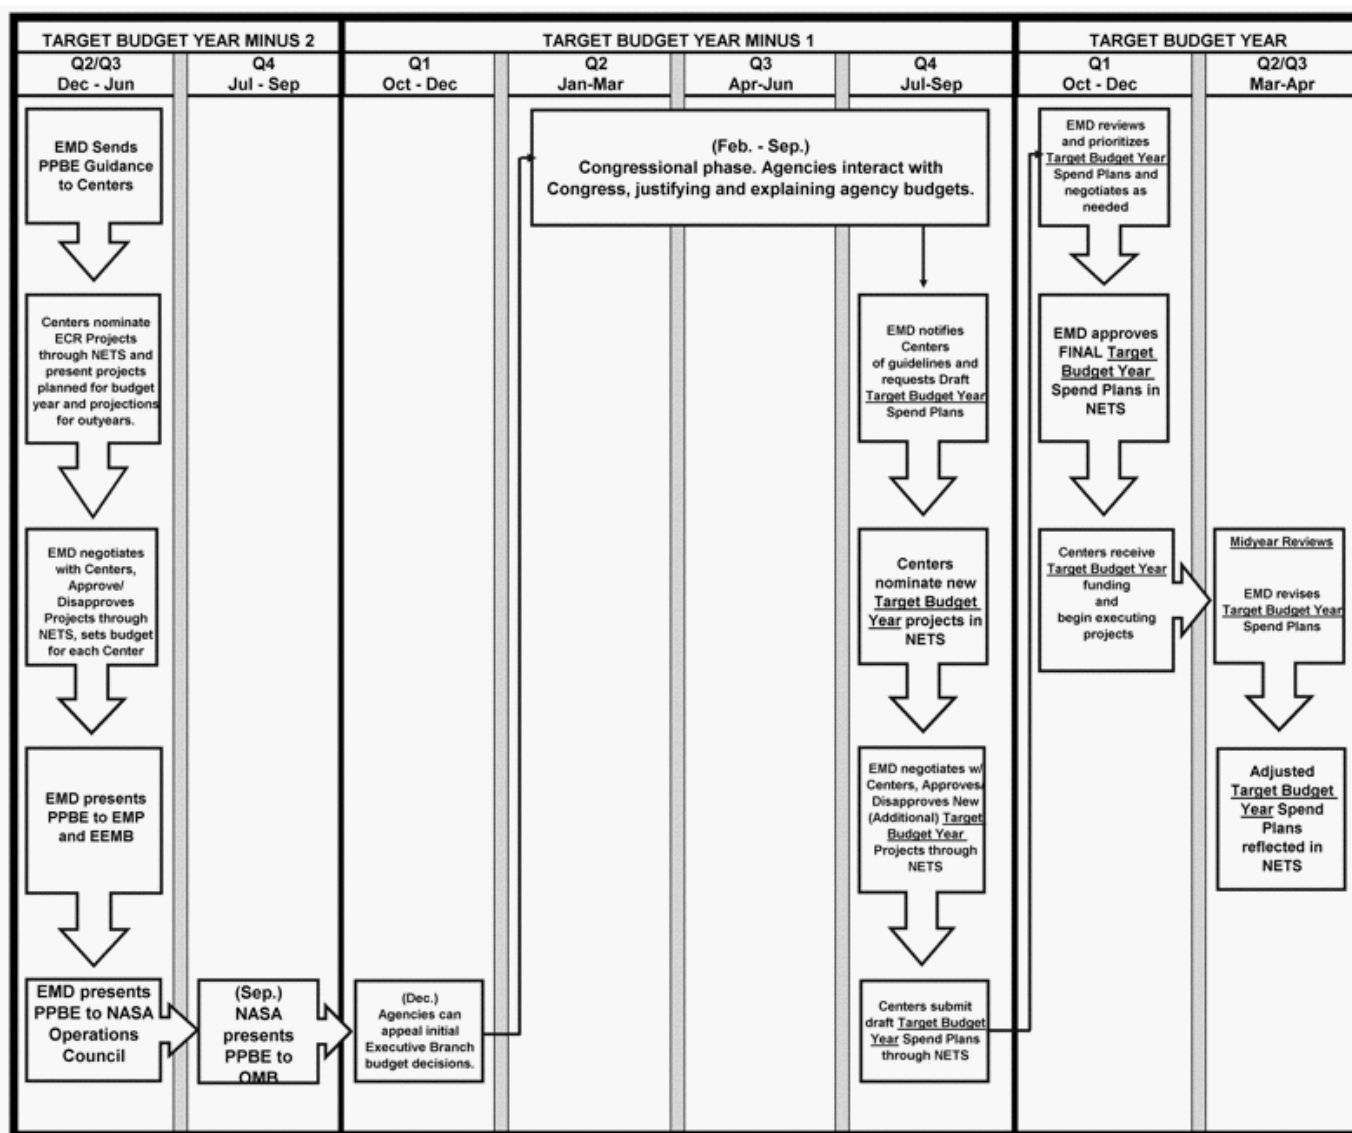 TARGET BUDGET YEAR MINUS 2
TARGET BUDGET YEAR MINUS 1
TARGET BUDGET YEAR
Q2/Q3
Dec - Jun
Q4
Jul - Sep
Q1
Oct - Dec
Q2
Jan-Mar
Q3
Apr-Jun
Q4
Jul-Sep
Q1
Oct - Dec
Q2/Q3
Mar-Apr
EMD Sends
PPBE Guidance
to Centers
Centers nominate
ECR Projects
through NETS and
present projects
planned for budget
year and projections
for outyears.
EMD negotiates
with Centers,
Approve/
Disapproves
Projects through
NETS, sets budget
for each Center
EMD presents
PPBE to EMP
and EEMB
EMD presents
PPBE to NASA
Operations
Council
(Sep.)
NASA
presents
PPBE to
OMB
(Dec.)
Agencies can
appeal initial
Executive Branch
budget decisions.
(Feb. - Sep.)
Congressional phase. Agencies interact with
Congress, justifying and explaining agency budgets.
EMD notifies
Centers
of guidelines and
requests Draft
Target Budget Year
Spend Plans
Centers
nominate new
Target Budget
Year projects in
NETS
EMD negotiates w/
Centers, Approves/
Disapproves New
(Additional) Target
Budget Year
Projects through
NETS
Centers submit
draft Target Budget
Year Spend Plans
through NETS
EMD reviews
and prioritizes
Target Budget Year
Spend Plans and
negotiates as
needed
EMD approves
FINAL Target
Budget Year
Spend Plans in
NETS
Centers receive
Target Budget Year
funding
and
begin executing
projects
Midyear Reviews
EMD revises
Target Budget Year
Spend Plans
Adjusted
Target Budget
Year Spend
Plans
reflected in
NETS